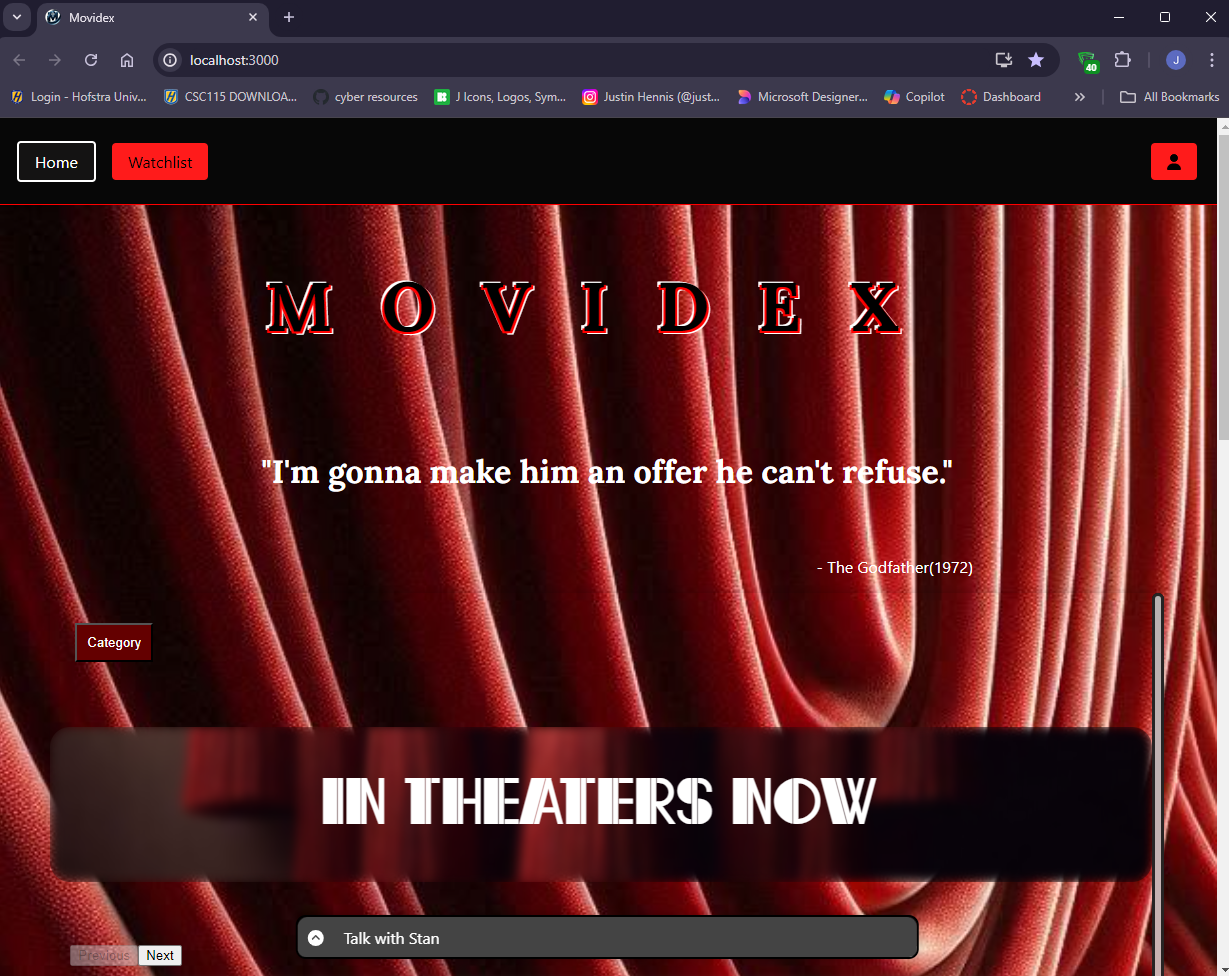 Movidex
localhost:3000
40
J
Login - Hofstra Univ...
CSC115 DOWNLOA...
cyber resources
J Icons, Logos, Sym...
Justin Hennis (@just...
Microsoft Designer...
Copilot
Dashboard
All Bookmarks
Home
Watchlist
MOVIDEX
"I'm gonna make him an offer he can't refuse."
- The Godfather(1972)
Category
IN THEATERS NOW
Talk with Stan
Previous
Next